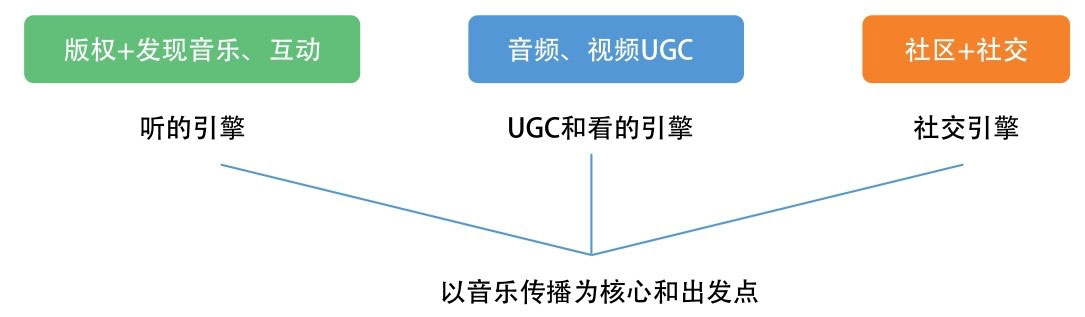 版权+发现音乐、互动
音频、视频UGC
社区+社交
听的引擎
UGC和看的引擎
社交引擎
以音乐传播为核心和出发点